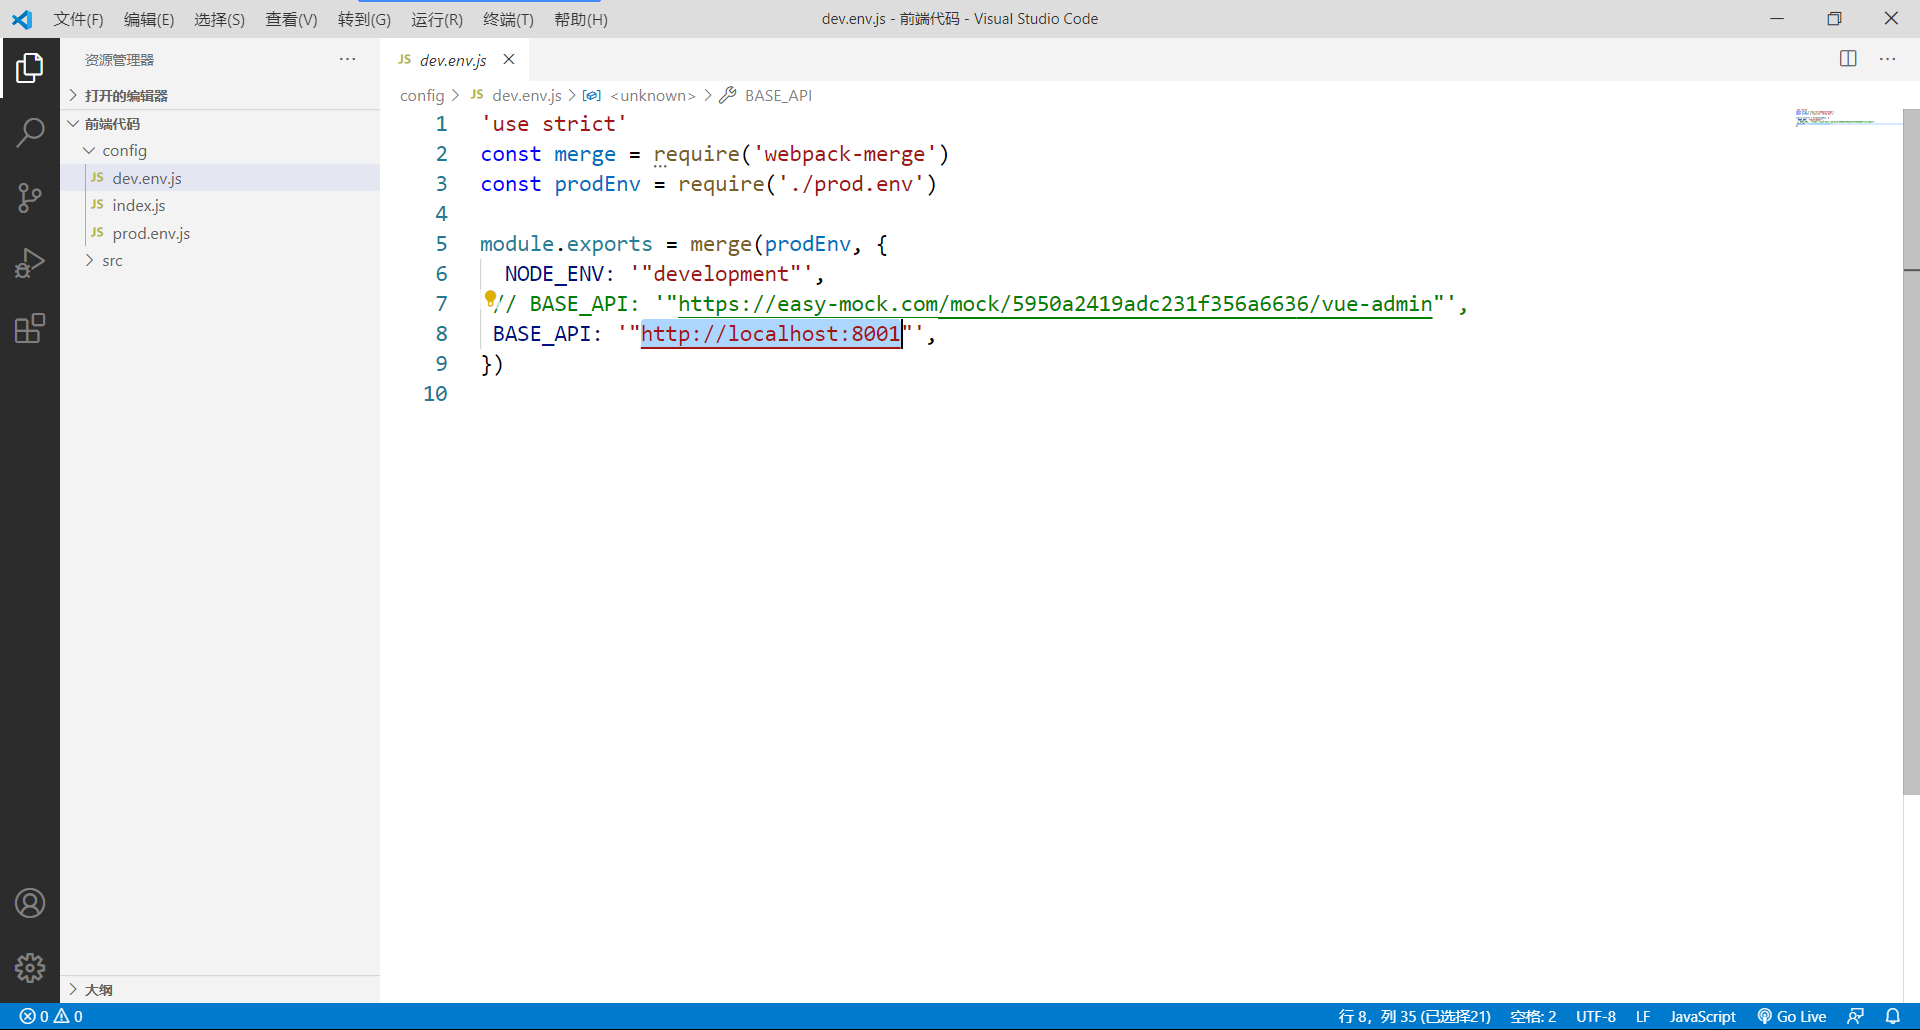 文件(F) 编辑(E) 选择(S) 查看(V) 转到(G) 运行(R) 终端(T) 帮助(H) dev.env.js - 前端代码 - Visual Studio Code
资源管理器 ···
打开的编辑器
前端代码
config
JS dev.env.js
JS index.js
JS prod.env.js
src
大纲
JS dev.env.js
config > JS dev.env.js > <unknown> > BASE_API
1 'use strict'
2 const merge = require('webpack-merge')
3 const prodEnv = require('./prod.env')
4
5 module.exports = merge(prodEnv, {
6 NODE_ENV: '"development"',
7 // BASE_API: '"https://easy-mock.com/mock/5950a2419adc231f356a6636/vue-admin"',
8 BASE_API: '"http://localhost:8001"',
9 })
10
0 0 行 8，列 35 (已选择21) 空格: 2 UTF-8 LF JavaScript Go Live